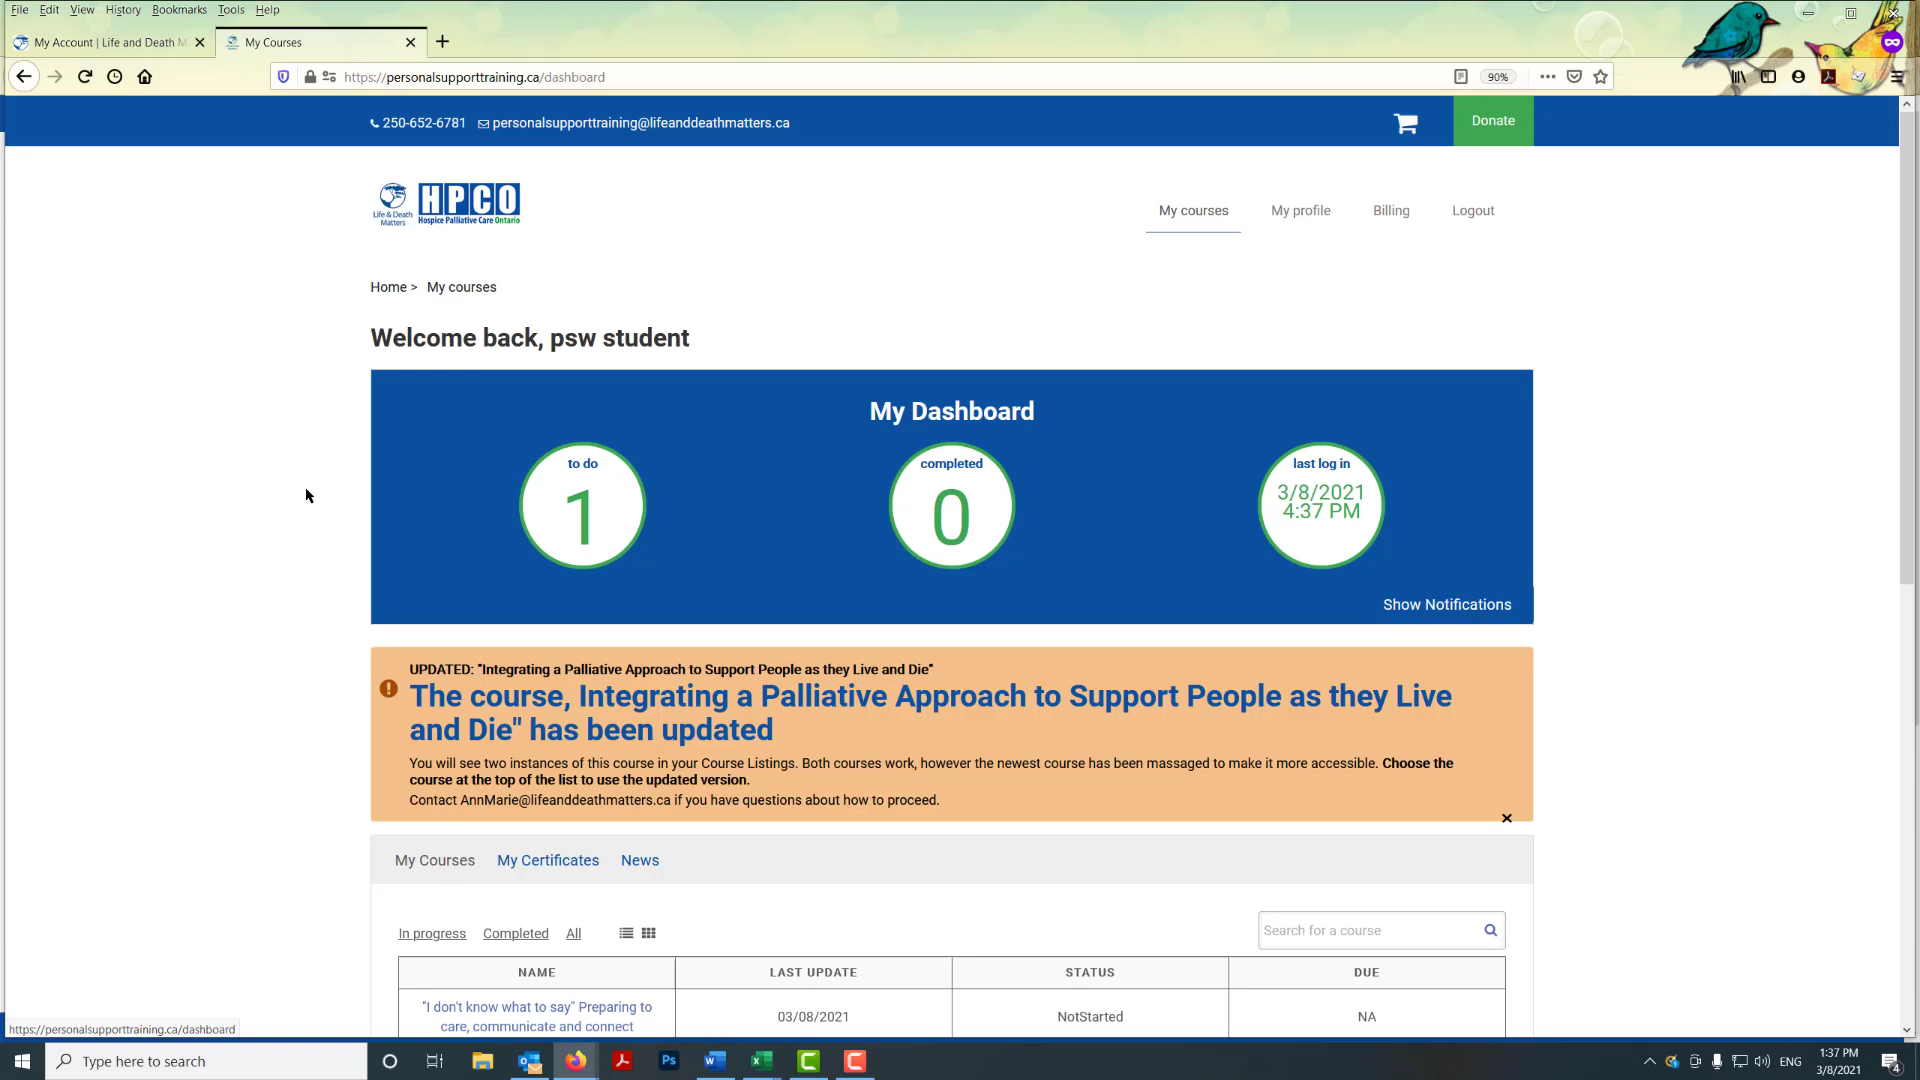 File Edit View History Bookmarks Tools Help
My Account | Life and Death M
My Courses
https://personalsupporttraining.ca/dashboard
90%
250-652-6781 personalsupporttraining@lifeanddeathmatters.ca
Donate
Life & Death
Matters
HPCO
Hospice Palliative Care Ontario
My courses My profile Billing Logout
Home > My courses
Welcome back, psw student
My Dashboard
to do
1
completed
0
last log in
3/8/2021
4:37 PM
Show Notifications
UPDATED: "Integrating a Palliative Approach to Support People as they Live and Die"
The course, Integrating a Palliative Approach to Support People as they Live
and Die" has been updated
You will see two instances of this course in your Course Listings. Both courses work, however the newest course has been massaged to make it more accessible. Choose the
course at the top of the list to use the updated version.
Contact AnnMarie@lifeanddeathmatters.ca if you have questions about how to proceed.
My Courses My Certificates News
In progress Completed All
Search for a course
NAME LAST UPDATE STATUS DUE
"I don't know what to say" Preparing to
care, communicate and connect
03/08/2021 NotStarted NA
https://personalsupporttraining.ca/dashboard
Type here to search
Ps
ENG
1:37 PM
3/8/2021
4